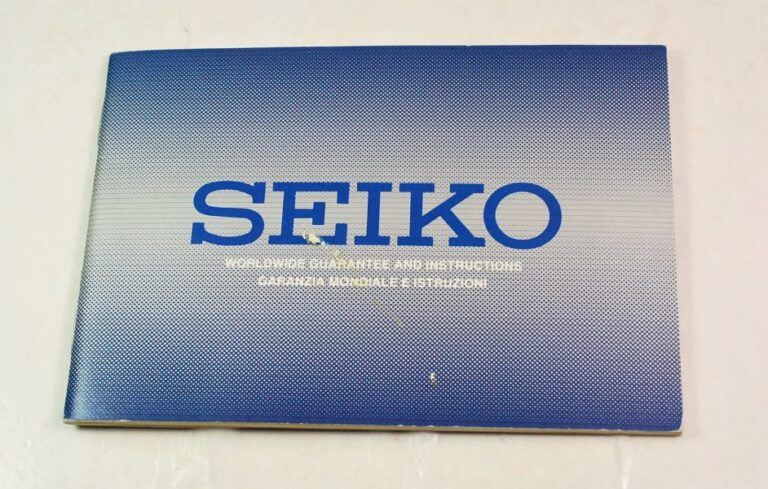 SEIKO
WORLDWIDE GUARANTEE AND INSTRUCTIONS
GARANZIA MONDIALE E ISTRUZIONI